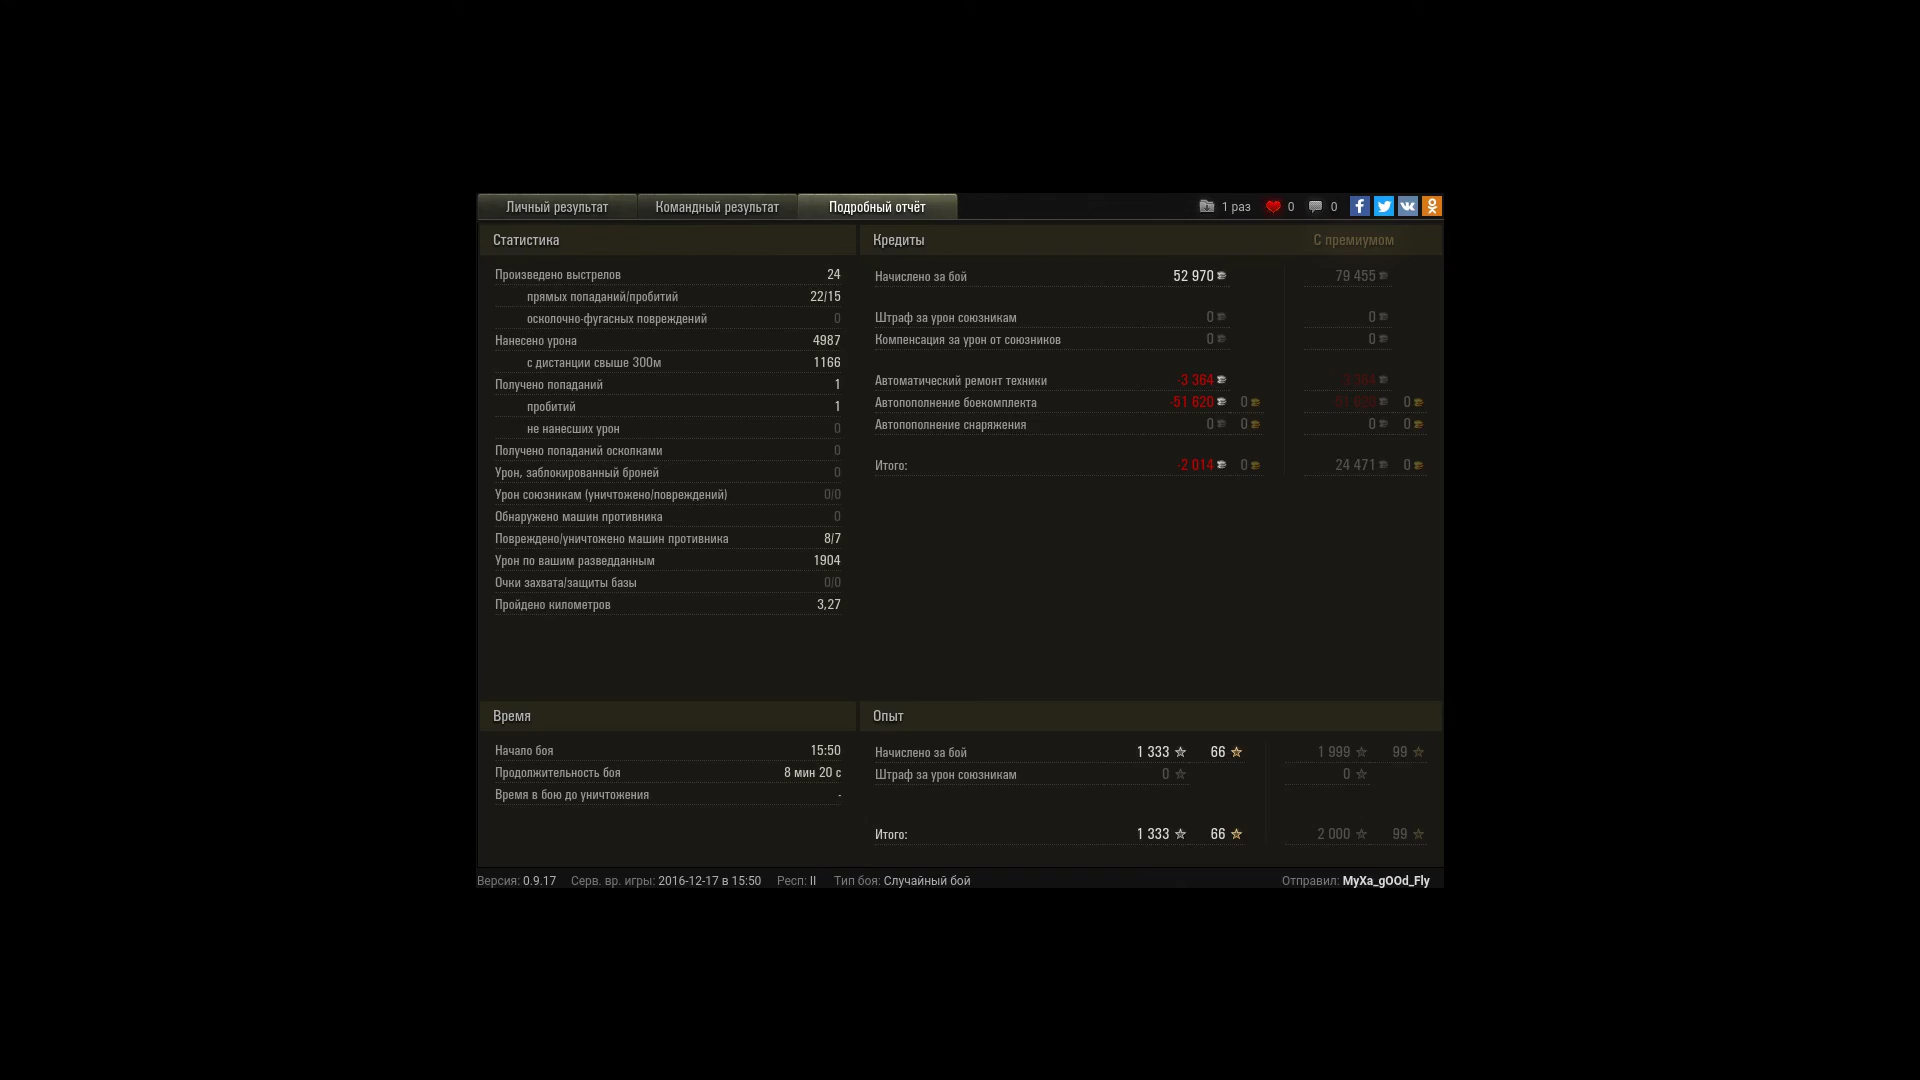 Личный результат Командный результат Подробный отчёт 1 раз 0 0
Статистика
Произведено выстрелов 24
прямых попаданий/пробитий 22/15
осколочно-фугасных повреждений 0
Нанесено урона 4987
с дистанции свыше 300м 1166
Получено попаданий 1
пробитий 1
не нанесших урон 0
Получено попаданий осколками 0
Урон, заблокированный броней 0
Урон союзникам (уничтожено/повреждений) 0/0
Обнаружено машин противника 0
Повреждено/уничтожено машин противника 8/7
Урон по вашим разведданным 1904
Очки захвата/защиты базы 0/0
Пройдено километров 3,27
Кредиты С премиумом
Начислено за бой 52 970 79 455
Штраф за урон союзникам 0 0
Компенсация за урон от союзников 0 0
Автоматический ремонт техники -3 364 -3 364
Автопополнение боекомплекта -51 620 0 -51 620 0
Автопополнение снаряжения 0 0 0 0
Итого: -2 014 0 24 471 0
Время
Начало боя 15:50
Продолжительность боя 8 мин 20 с
Время в бою до уничтожения -
Опыт
Начислено за бой 1 333 66 1 999 99
Штраф за урон союзникам 0 0
Итого: 1 333 66 2 000 99
Версия: 0.9.17 Серв. вр. игры: 2016-12-17 в 15:50 Респ: II Тип боя: Случайный бой Отправил: MyXa_gOOd_Fly